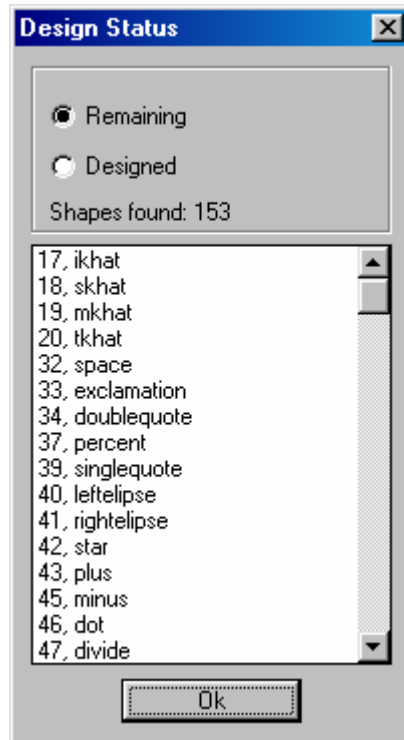 Design Status
Remaining
Designed
Shapes found: 153
17, ikhat
18, skhat
19, mkhat
20, tkhat
32, space
33, exclamation
34, doublequote
37, percent
39, singlequote
40, leftelipse
41, rightelipse
42, star
43, plus
45, minus
46, dot
47, divide
Ok